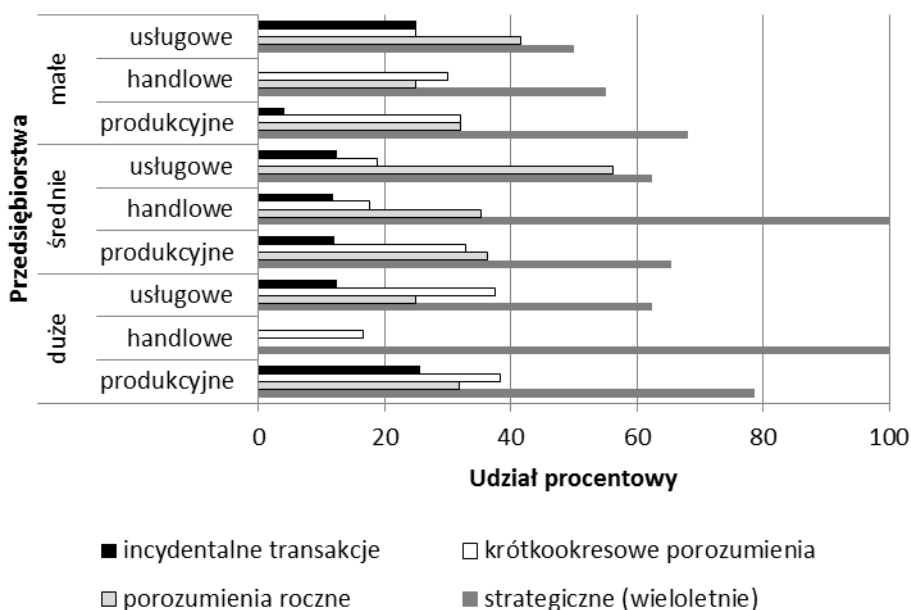 Przedsiębiorstwa
małe
usługowe
handlowe
produkcyjne
średnie
usługowe
handlowe
produkcyjne
duże
usługowe
handlowe
produkcyjne
0 20 40 60 80 100
Udział procentowy
incydentalne transakcje krótkookresowe porozumienia
porozumienia roczne strategiczne (wieloletnie)